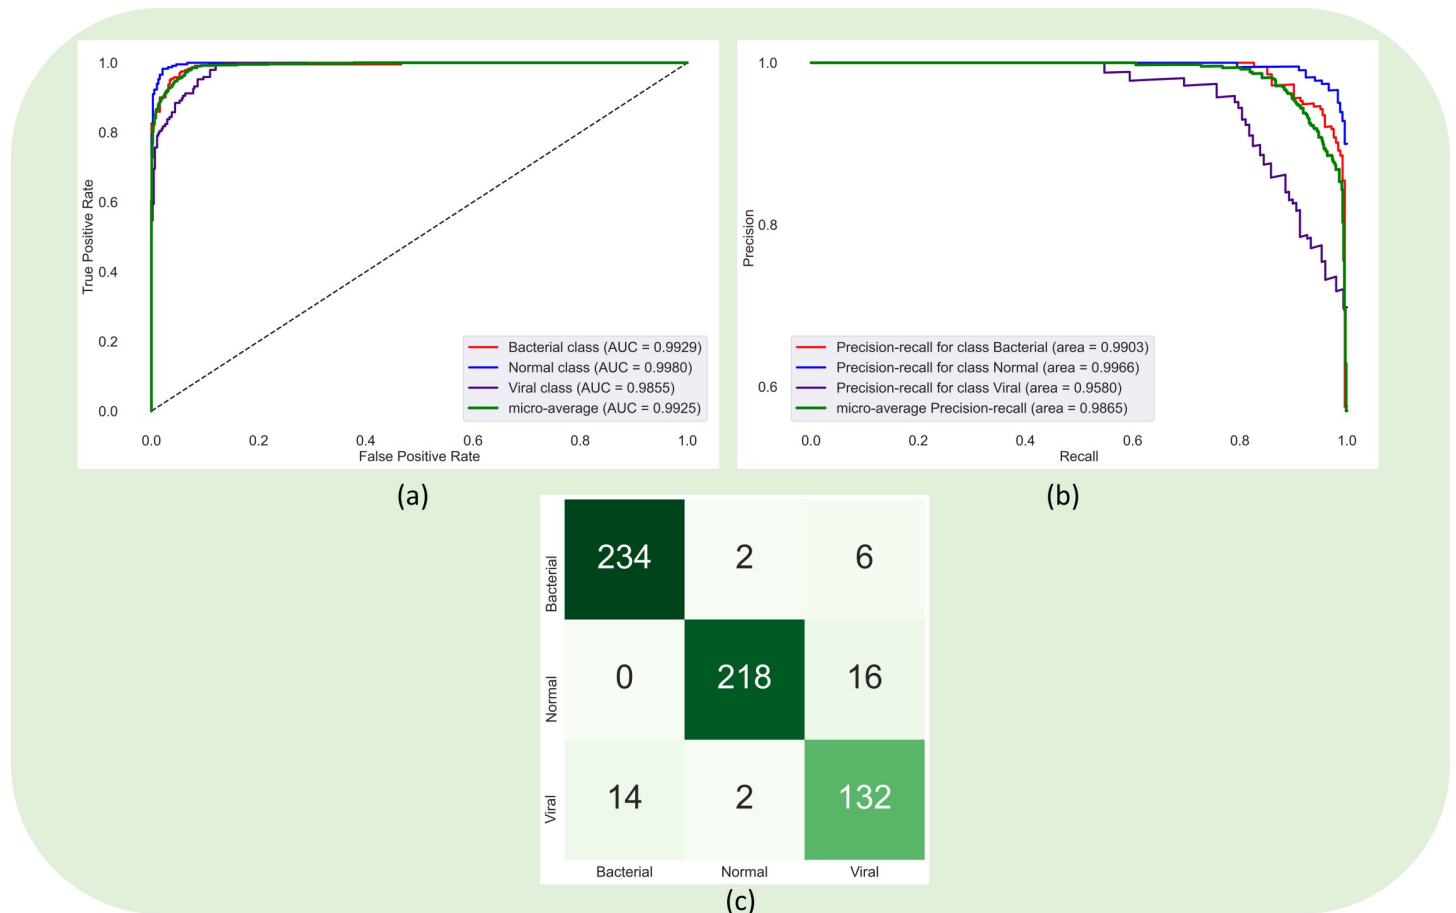 1.0
0.8
0.6
0.4
0.2
0.0
True Positive Rate
0.0 0.2 0.4 0.6 0.8 1.0
False Positive Rate
Bacterial class (AUC = 0.9929)
Normal class (AUC = 0.9980)
Viral class (AUC = 0.9855)
micro-average (AUC = 0.9925)
(a)
1.0
0.8
0.6
Precision
0.0 0.2 0.4 0.6 0.8 1.0
Recall
Precision-recall for class Bacterial (area = 0.9903)
Precision-recall for class Normal (area = 0.9966)
Precision-recall for class Viral (area = 0.9580)
micro-average Precision-recall (area = 0.9865)
(b)
Bacterial 234 2 6
Normal 0 218 16
Viral 14 2 132
Bacterial Normal Viral
(c)